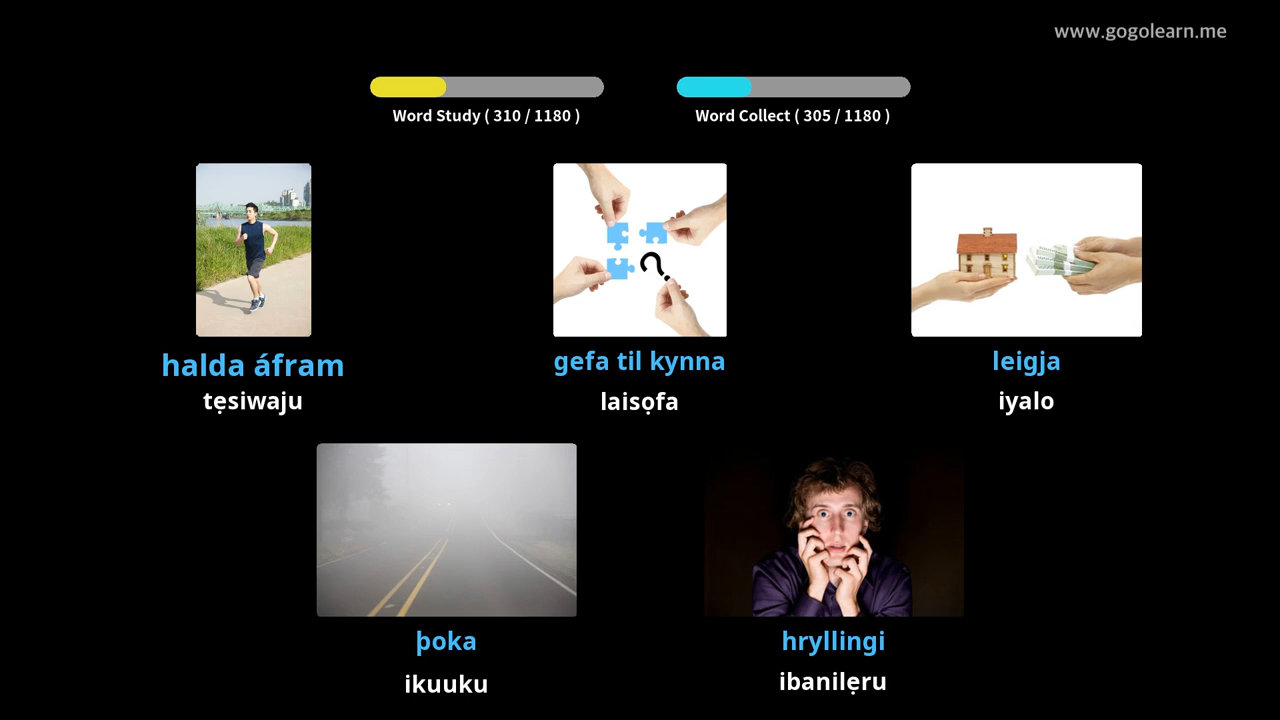 www.gogolearn.me
Word Study ( 310 / 1180 )
Word Collect ( 305 / 1180 )
halda áfram
tẹsiwaju
gefa til kynna
laisọfa
leigja
iyalo
þoka
ikuuku
hryllingi
ibanilẹru